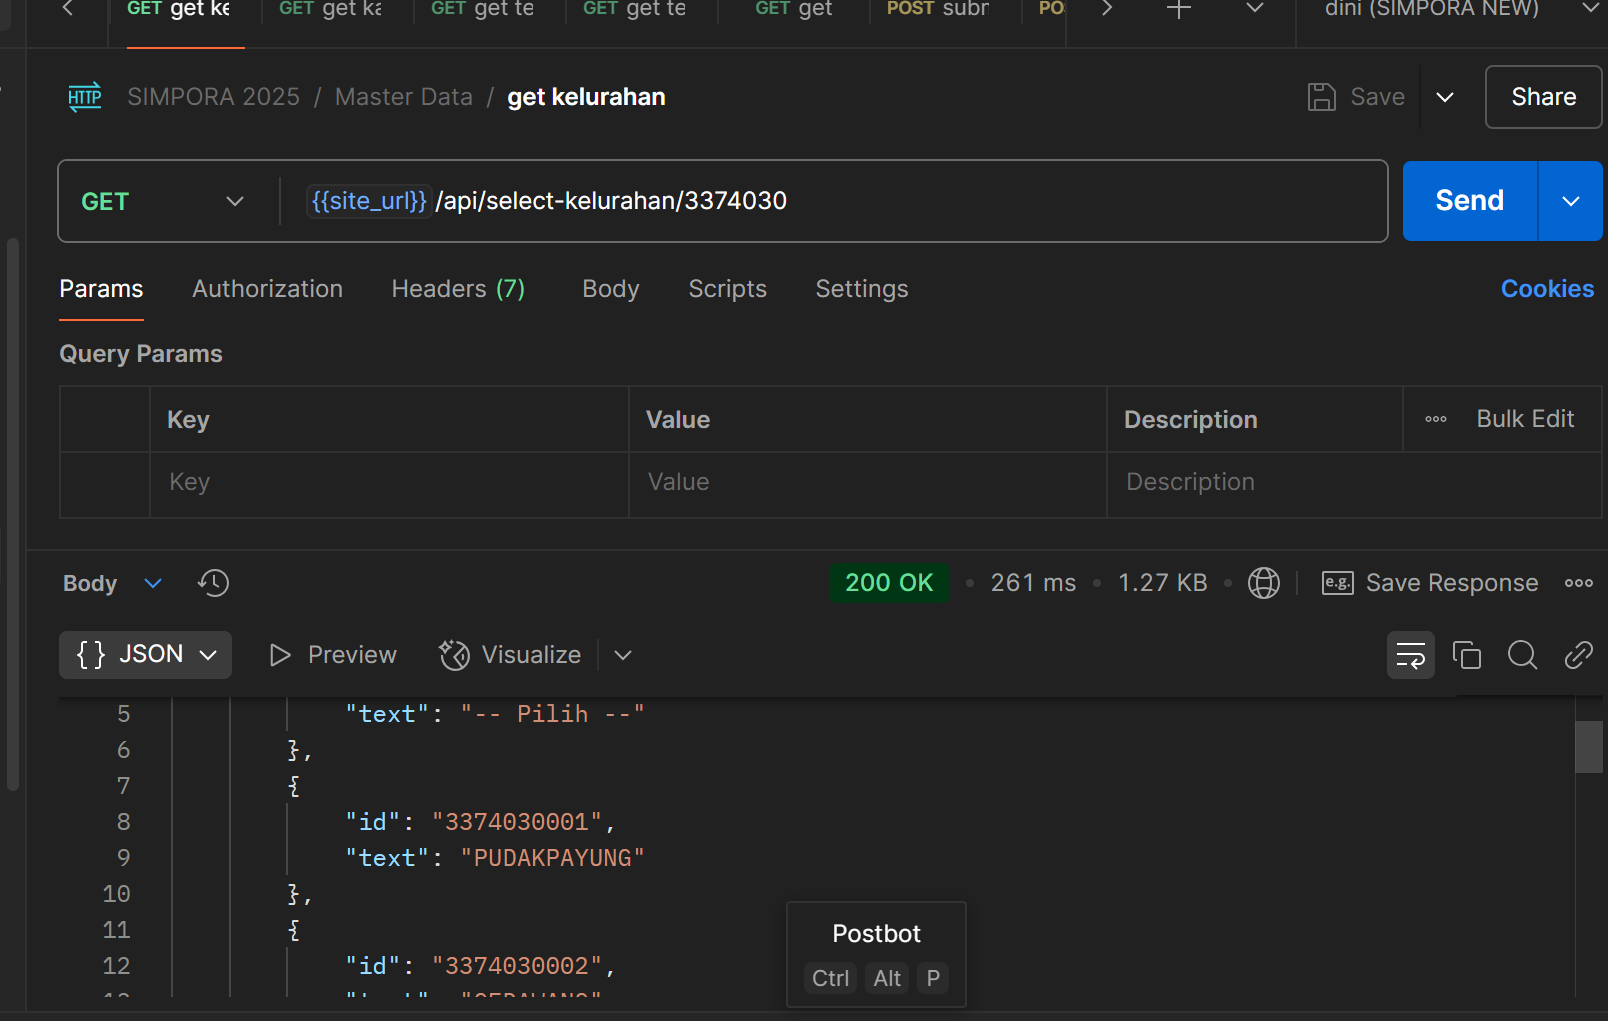 GET get ke GET get ka GET get te GET get te GET get POST subm PO dini (SIMPORA NEW)
HTTP SIMPORA 2025 / Master Data / get kelurahan Save Share
GET {{site_url}}/api/select-kelurahan/3374030 Send
Params Authorization Headers (7) Body Scripts Settings Cookies
Query Params
Key Value Description Bulk Edit
Key Value Description
Body 200 OK 261 ms 1.27 KB e.g. Save Response
{} JSON Preview Visualize
5 "text": "-- Pilih --"
6 },
7 {
8 "id": "3374030001",
9 "text": "PUDAKPAYUNG"
10 },
11 {
12 "id": "3374030002",
Postbot
Ctrl Alt P